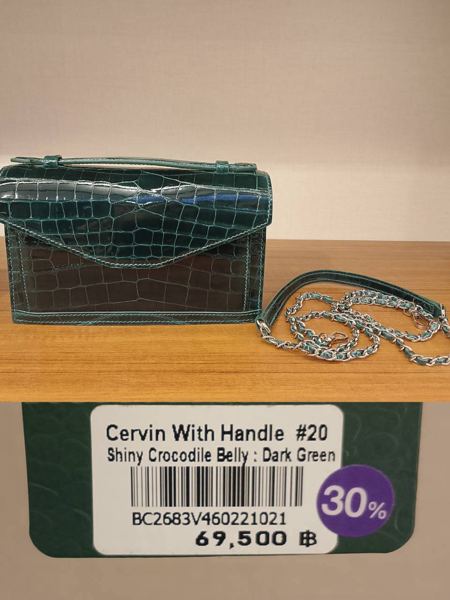 Cervin With Handle #20
Shiny Crocodile Belly : Dark Green
BC2683V460221021
69,500 ฿
30%